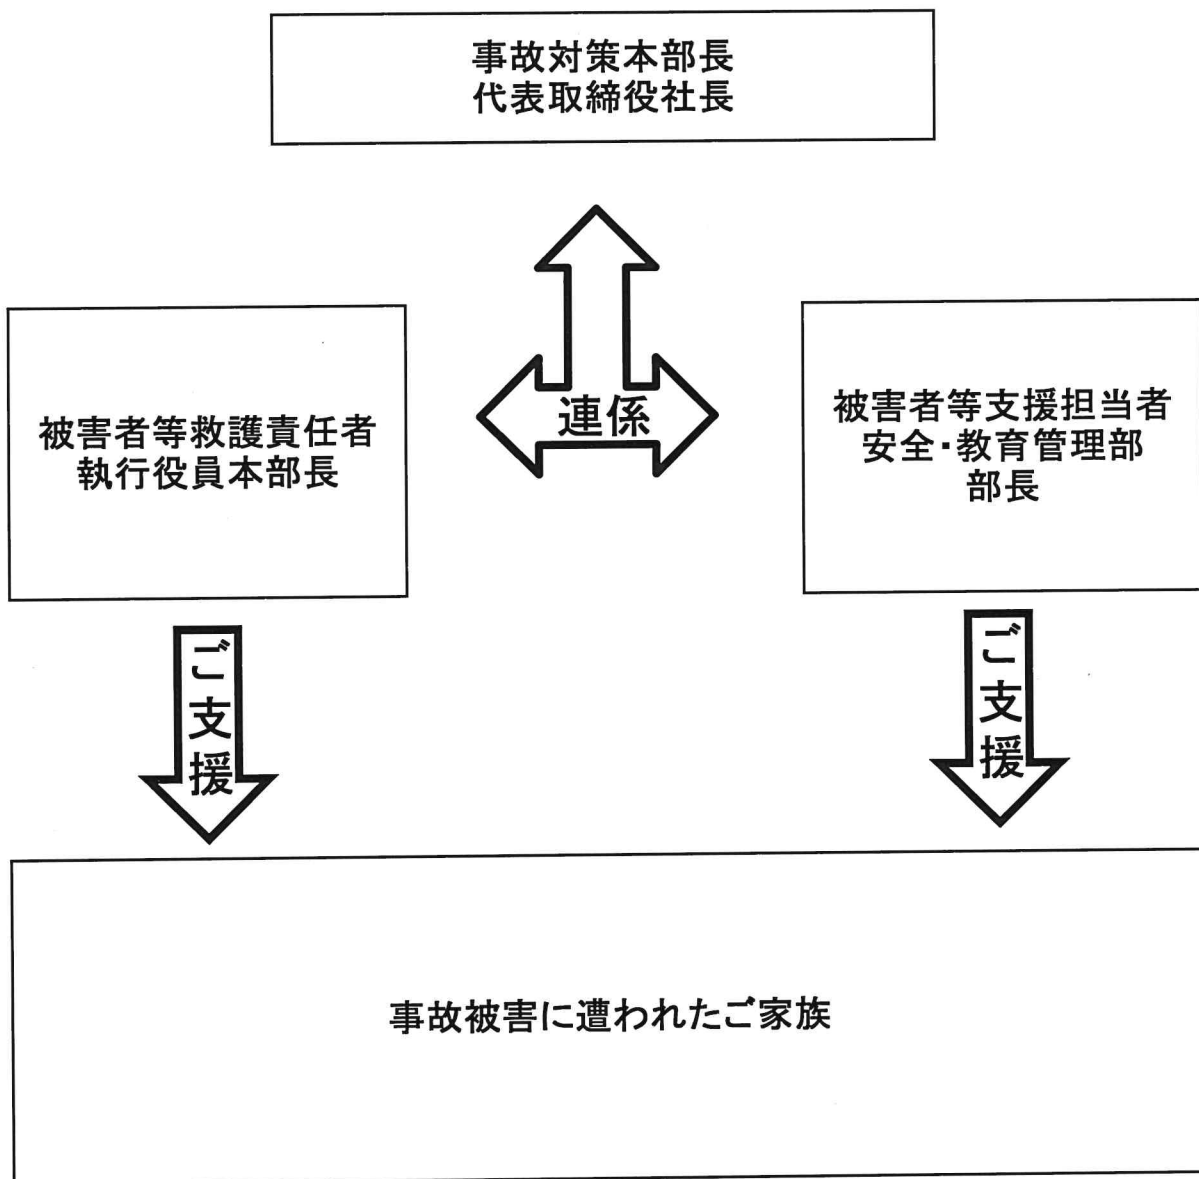 事故対策本部長
代表取締役社長
連係
被害者等救護責任者
執行役員本部長
被害者等支援担当者
安全・教育管理部
部長
ご支援
ご支援
事故被害に遭われたご家族